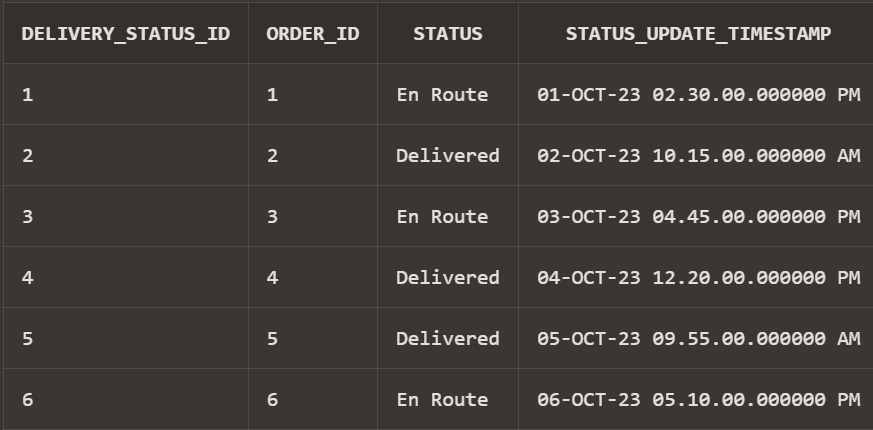 DELIVERY_STATUS_ID ORDER_ID STATUS STATUS_UPDATE_TIMESTAMP
1 1 En Route 01-OCT-23 02.30.00.000000 PM
2 2 Delivered 02-OCT-23 10.15.00.000000 AM
3 3 En Route 03-OCT-23 04.45.00.000000 PM
4 4 Delivered 04-OCT-23 12.20.00.000000 PM
5 5 Delivered 05-OCT-23 09.55.00.000000 AM
6 6 En Route 06-OCT-23 05.10.00.000000 PM